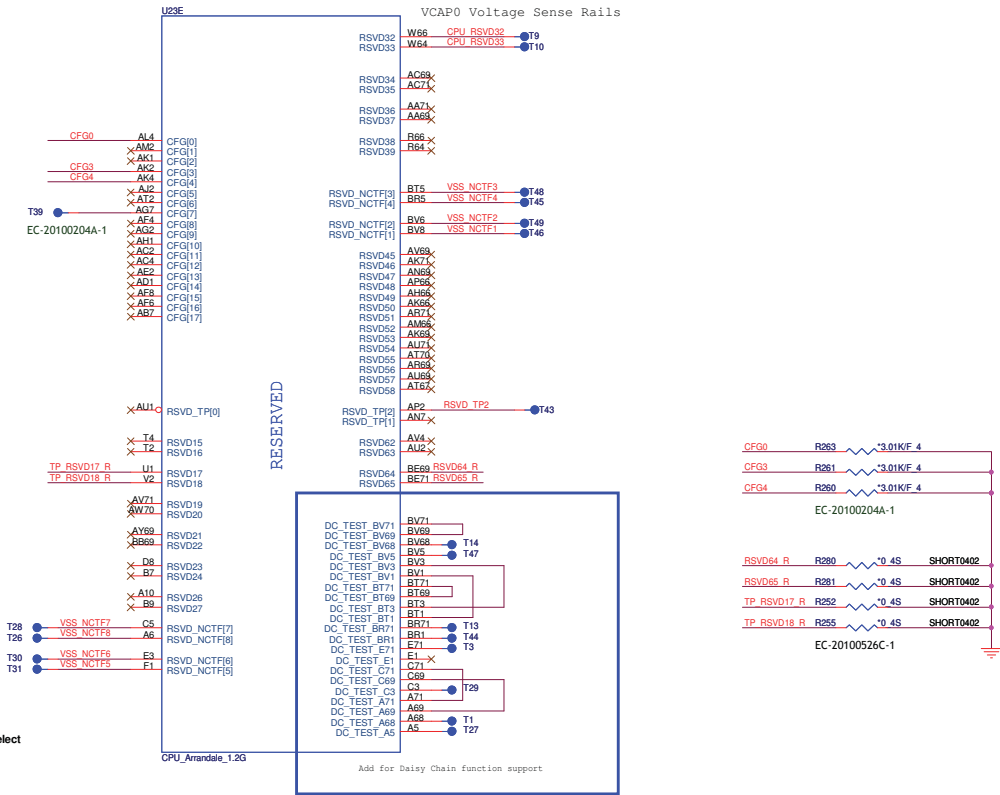 U23E
VCAP0 Voltage Sense Rails
RSVD32 W66 CPU_RSVD32 T9
RSVD33 W64 CPU_RSVD33 T10
RSVD34 AC69
RSVD35 AC71
RSVD36 AA71
RSVD37 AA69
RSVD38 R66
RSVD39 R64
CFG0 AL4 CFG[0]
AM2 CFG[1]
AK1 CFG[2]
CFG3 AK2 CFG[3]
CFG4 AK4 CFG[4]
AJ2 CFG[5]
AT2 CFG[6]
T39 AG7 CFG[7]
EC-20100204A-1
AF4 CFG[8]
AG2 CFG[9]
AH1 CFG[10]
AC2 CFG[11]
AC4 CFG[12]
AE2 CFG[13]
AD1 CFG[14]
AF8 CFG[15]
AF6 CFG[16]
AB7 CFG[17]
RSVD_NCTF[3] BT5 VSS_NCTF3 T48
RSVD_NCTF[4] BR5 VSS_NCTF4 T45
RSVD_NCTF[2] BV6 VSS_NCTF2 T49
RSVD_NCTF[1] BV8 VSS_NCTF1 T46
RSVD45 AV69
RSVD46 AK71
RSVD47 AN69
RSVD48 AP66
RSVD49 AH66
RSVD50 AK66
RSVD51 AR71
RSVD52 AM66
RSVD53 AK69
RSVD54 AU71
RSVD55 AT70
RSVD56 AR69
RSVD57 AU69
RSVD58 AT67
RESERVED
AU1 RSVD_TP[0]
RSVD_TP[2] AP2 RSVD_TP2 T43
RSVD_TP[1] AN7
T4 RSVD15
T2 RSVD16
RSVD62 AV4
RSVD63 AU2
TP_RSVD17_R U1 RSVD17
TP_RSVD18_R V2 RSVD18
RSVD64 BE69 RSVD64_R
RSVD65 BE71 RSVD65_R
AV71 RSVD19
AW70 RSVD20
AY69 RSVD21
BB69 RSVD22
D8 RSVD23
B7 RSVD24
A10 RSVD26
B9 RSVD27
T28 VSS_NCTF7 C5 RSVD_NCTF[7]
T26 VSS_NCTF8 A6 RSVD_NCTF[8]
T30 VSS_NCTF6 E3 RSVD_NCTF[6]
T31 VSS_NCTF5 F1 RSVD_NCTF[5]
DC_TEST_BV71 BV71
DC_TEST_BV69 BV69
DC_TEST_BV68 BV68 T14
DC_TEST_BV5 BV5 T47
DC_TEST_BV3 BV3
DC_TEST_BV1 BV1
DC_TEST_BT71 BT71
DC_TEST_BT69 BT69
DC_TEST_BT3 BT3
DC_TEST_BT1 BT1
DC_TEST_BR71 BR71 T13
DC_TEST_BR1 BR1 T44
DC_TEST_E71 E71 T3
DC_TEST_E1 E1
DC_TEST_C71 C71
DC_TEST_C69 C69
DC_TEST_C3 C3 T29
DC_TEST_A71 A71
DC_TEST_A69 A69
DC_TEST_A68 A68 T1
DC_TEST_A5 A5 T27
elect
CPU_Arrandale_1.2G
Add for Daisy Chain function support
CFG0 R263 *3.01K/F_4
CFG3 R261 *3.01K/F_4
CFG4 R260 *3.01K/F_4
EC-20100204A-1
RSVD64_R R280 *0_4S SHORT0402
RSVD65_R R281 *0_4S SHORT0402
TP_RSVD17_R R252 *0_4S SHORT0402
TP_RSVD18_R R255 *0_4S SHORT0402
EC-20100526C-1